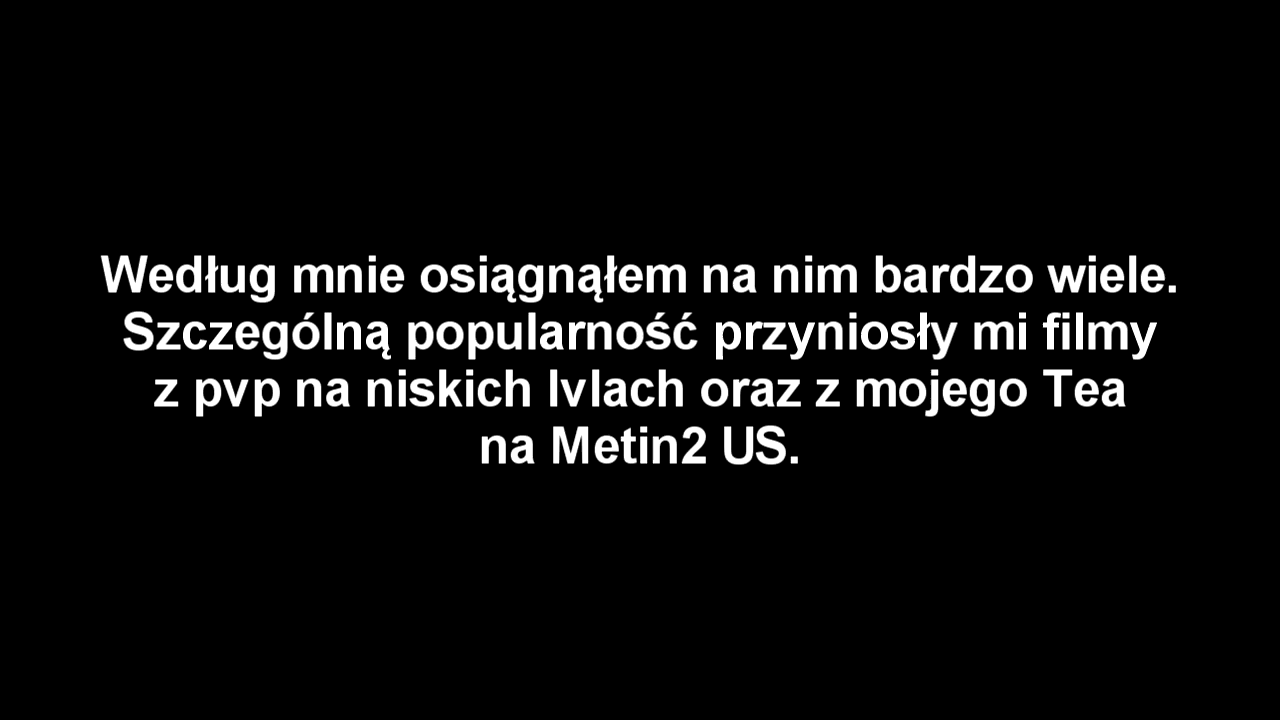 Według mnie osiągnąłem na nim bardzo wiele.
Szczególną popularność przyniosły mi filmy
z pvp na niskich lvlach oraz z mojego Tea
na Metin2 US.